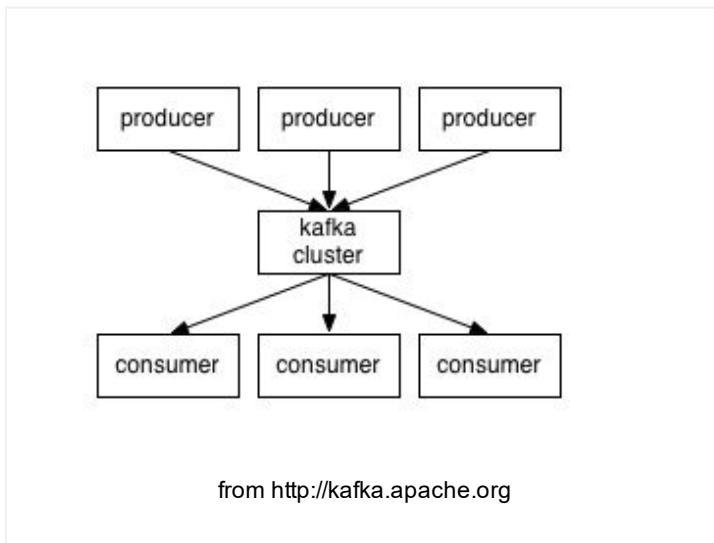 producer
producer
producer
kafka
cluster
consumer
consumer
consumer
from http://kafka.apache.org